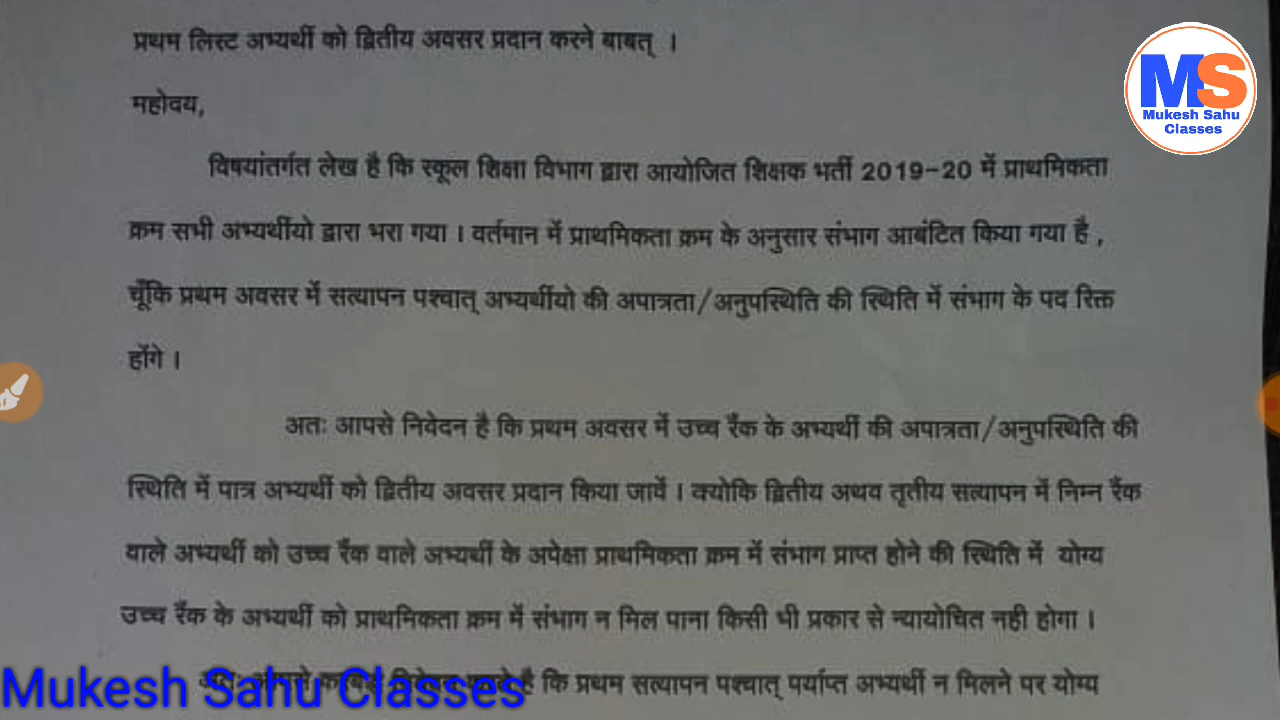 प्रथम लिस्ट अभ्यर्थी को द्वितीय अवसर प्रदान करने बाबत् ।
MS
Mukesh Sahu
Classes
महोदय,
विषयांतर्गत लेख है कि स्कूल शिक्षा विभाग द्वारा आयोजित शिक्षक भर्ती 2019-20 में प्राथमिकता
क्रम सभी अभ्यर्थीयो द्वारा भरा गया । वर्तमान में प्राथमिकता क्रम के अनुसार संभाग आबंटित किया गया है ,
चूँकि प्रथम अवसर में सत्यापन पश्चात् अभ्यर्थीयो की अपात्रता/अनुपस्थिति की स्थिति में संभाग के पद रिक्त
होंगे ।
अतः आपसे निवेदन है कि प्रथम अवसर में उच्च रैंक के अभ्यर्थी की अपात्रता/अनुपस्थिति की
स्थिति में पात्र अभ्यर्थी को द्वितीय अवसर प्रदान किया जावें । क्योकि द्वितीय अथव तृतीय सत्यापन में निम्न रैंक
वाले अभ्यर्थी को उच्च रैंक वाले अभ्यर्थी के अपेक्षा प्राथमिकता क्रम में संभाग प्राप्त होने की स्थिति में योग्य
उच्च रैंक के अभ्यर्थी को प्राथमिकता क्रम में संभाग न मिल पाना किसी भी प्रकार से न्यायोचित नही होगा ।
है कि प्रथम सत्यापन पश्चात् पर्याप्त अभ्यर्थी न मिलने पर योग्य
Mukesh Sahu Classes